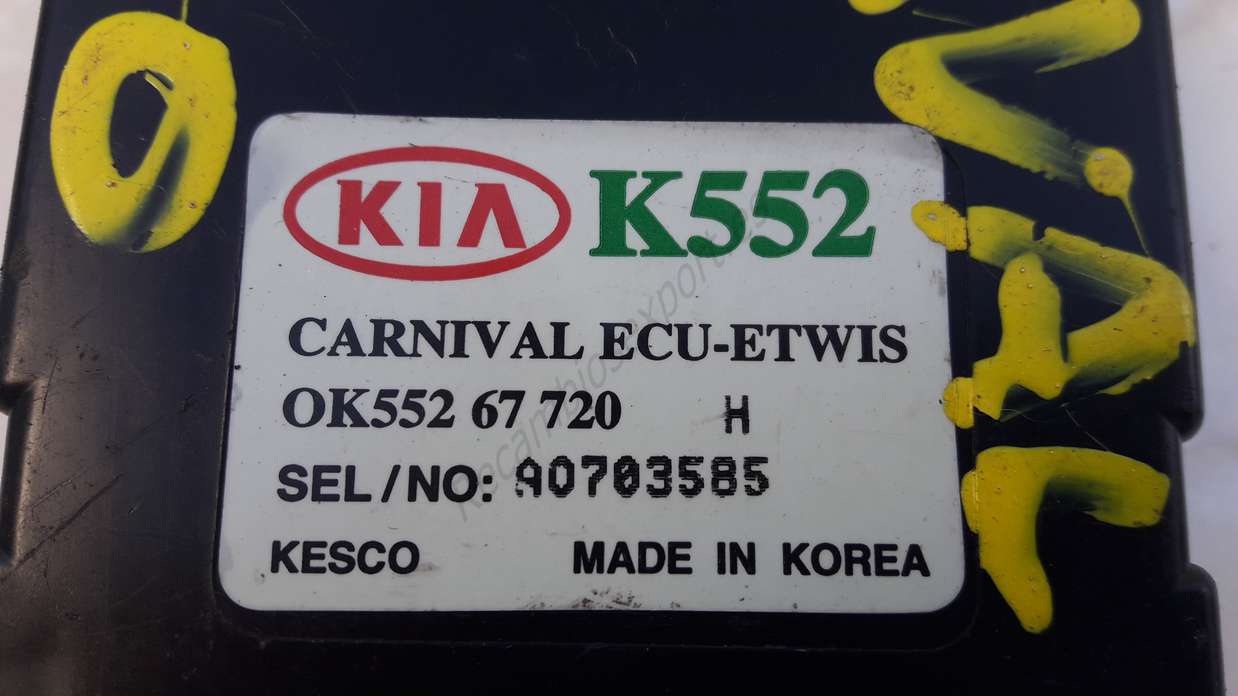 KIA K552
CARNIVAL ECU-ETWIS
OK552 67 720 H
SEL/NO: A0703585
KESCO MADE IN KOREA